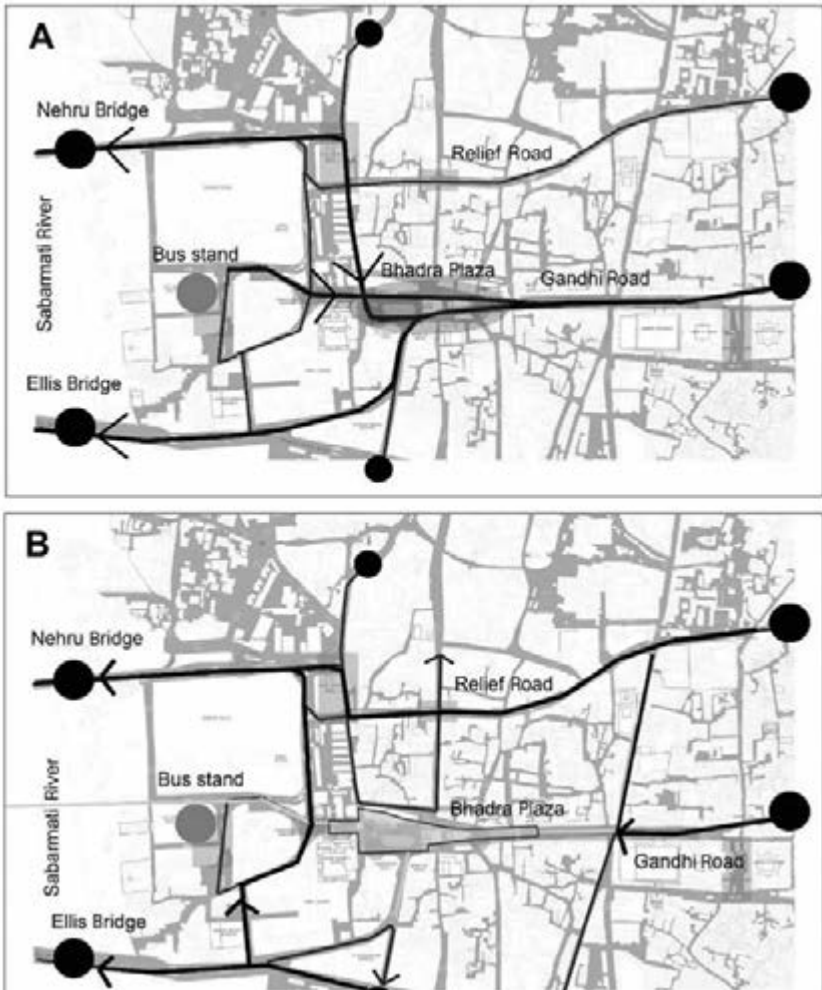 A
Nehru Bridge
Relief Road
Sabarmati River
Bus stand
Bhadra Plaza
Gandhi Road
Ellis Bridge
B
Nehru Bridge
Relief Road
Sabarmati River
Bus stand
Bhadra Plaza
Gandhi Road
Ellis Bridge